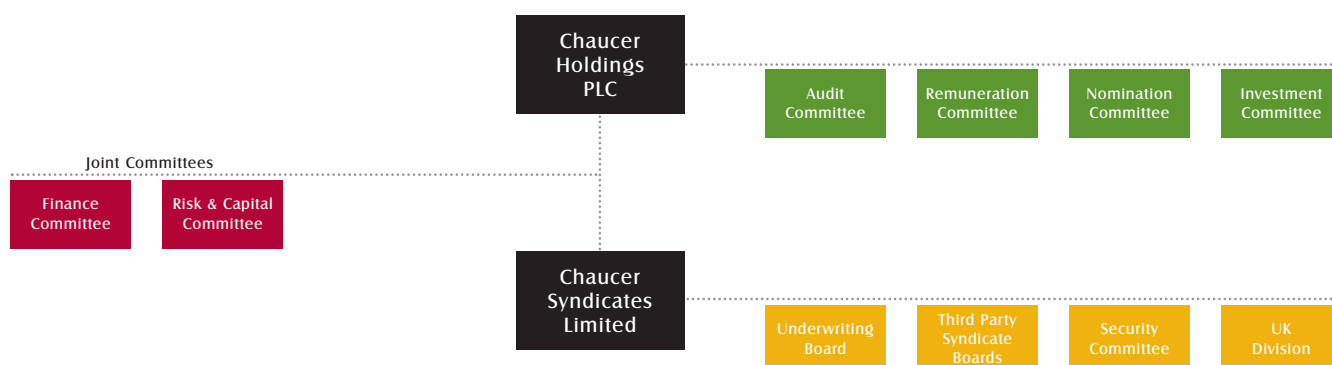 Chaucer
Holdings
PLC
Audit
Committee
Remuneration
Committee
Nomination
Committee
Investment
Committee
Joint Committees
Finance
Committee
Risk & Capital
Committee
Chaucer
Syndicates
Limited
Underwriting
Board
Third Party
Syndicate
Boards
Security
Committee
UK
Division